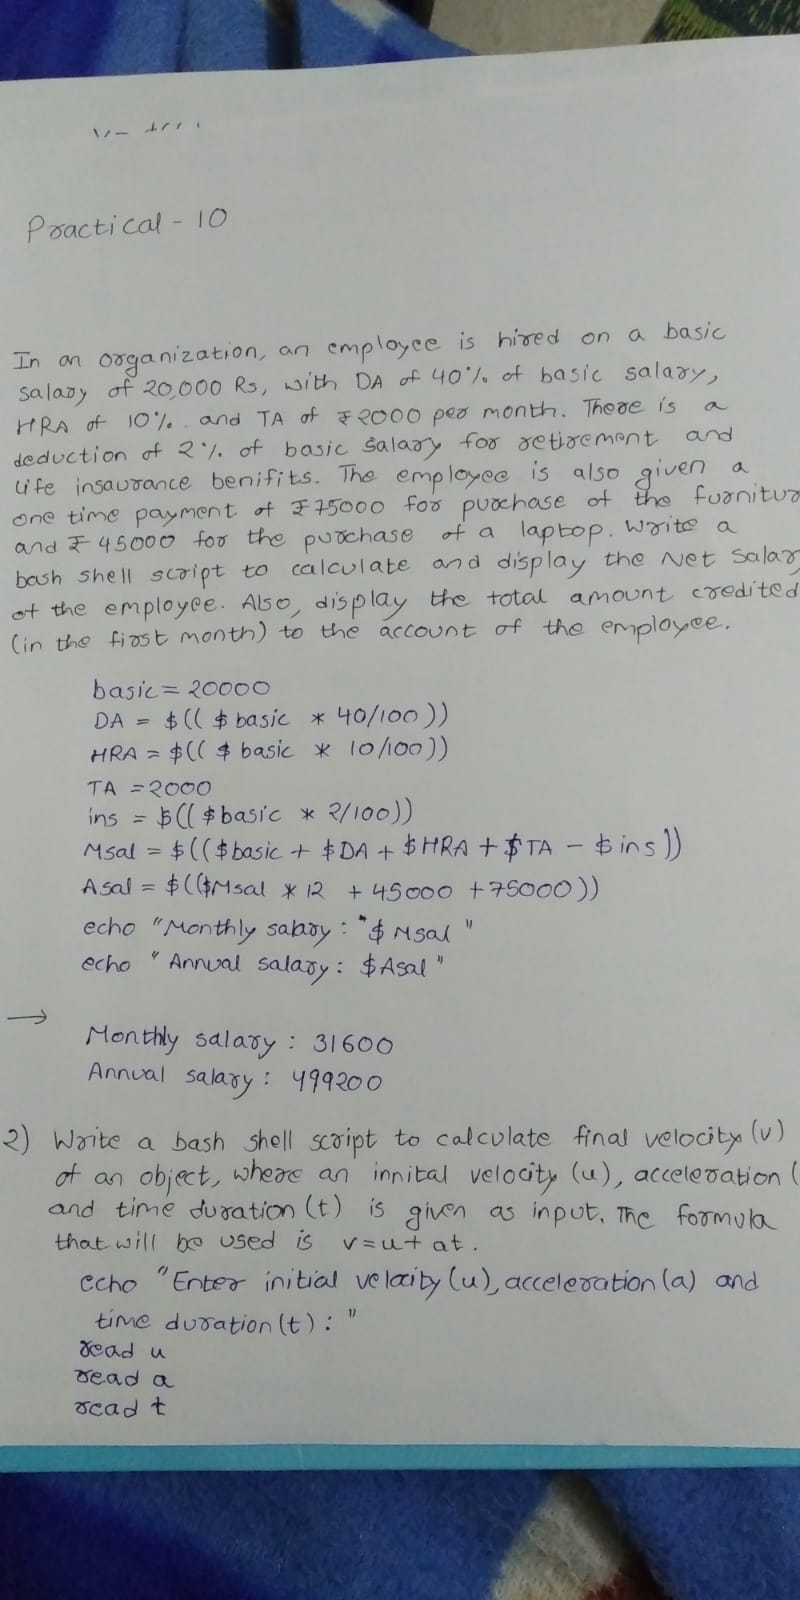 Practical - 10
In an organization, an employee is hired on a basic
salary of 20,000 Rs, with DA of 40% of basic salary,
HRA of 10% and TA of ₹2000 per month. There is a
deduction of 2% of basic salary for retirement and
life insaurance benifits. The employee is also given a
one time payment of ₹75000 for purchase of the furnitur
and ₹45000 for the purchase of a laptop. Write a
bash shell script to calculate and display the Net Salar
of the employee. Also, display the total amount credited
(in the first month) to the account of the employee.
basic = 20000
DA = $(( $ basic * 40/100 ))
HRA = $(( $ basic * 10/100))
TA = 2000
ins = $(( $basic * 2/100))
Msal = $(($basic + $DA + $HRA + $TA - $ins))
Asal = $(($Msal * 12 + 45000 + 75000))
echo "Monthly salary : "$ Msal "
echo " Annual salary : $Asal "
→
Monthly salary : 31600
Annual salary : 499200
2) Write a bash shell script to calculate final velocity (v)
of an object, where an innital velocity (u), acceleration (
and time duration (t) is given as input. The formula
that will be used is v=u+at.
echo "Enter initial velocity (u), acceleration (a) and
time duration (t) : "
read u
read a
read t